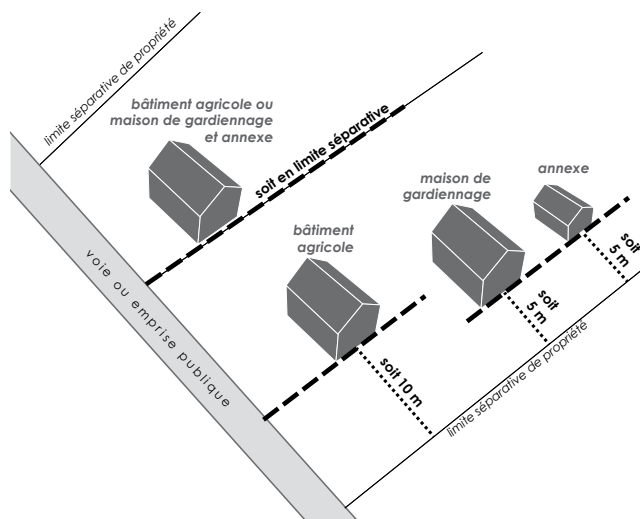 limite séparative de propriété
bâtiment agricole ou
maison de gardiennage
et annexe
soit en limite séparative
maison de
gardiennage
annexe
bâtiment
agricole
soit
5 m
soit
5 m
voie ou emprise publique
soit 10 m
limite séparative de propriété